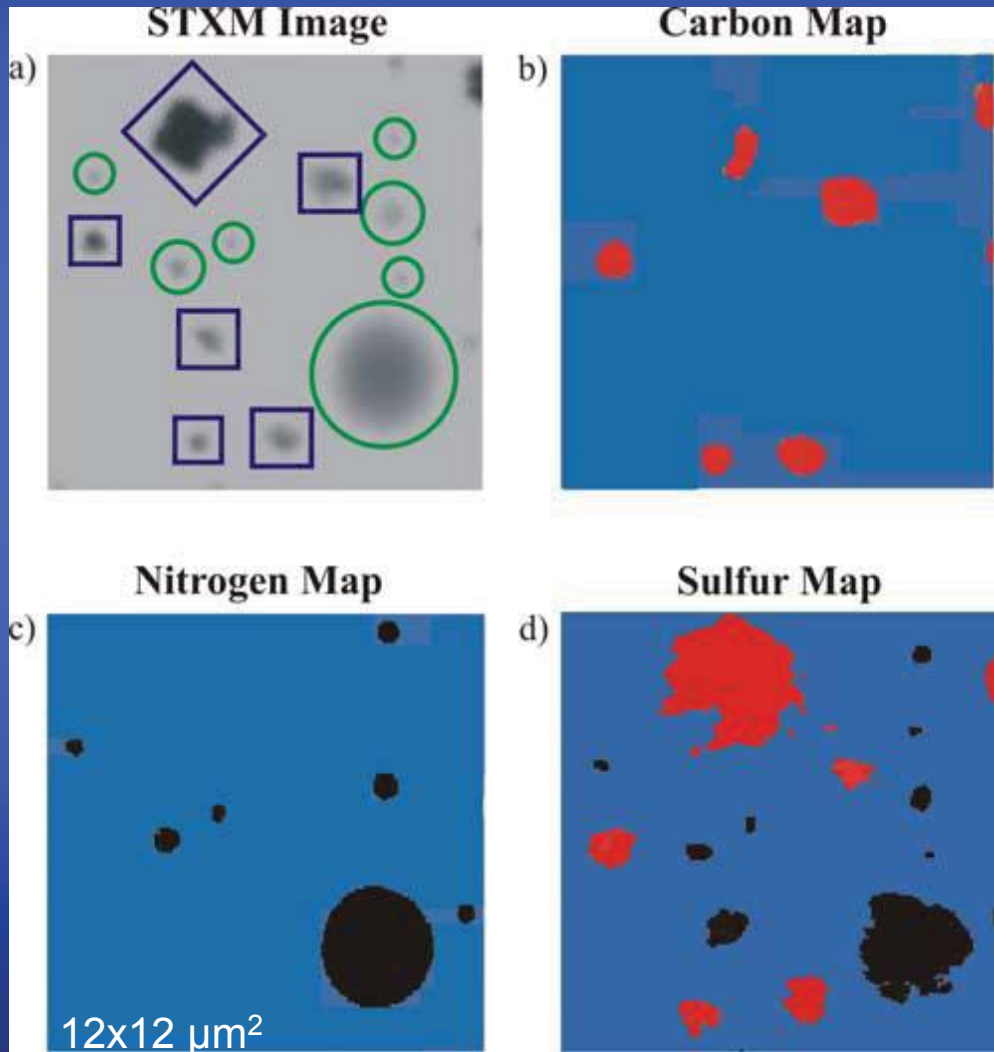 STXM Image
Carbon Map
a)
b)
Nitrogen Map
Sulfur Map
c)
d)
12x12 µm²